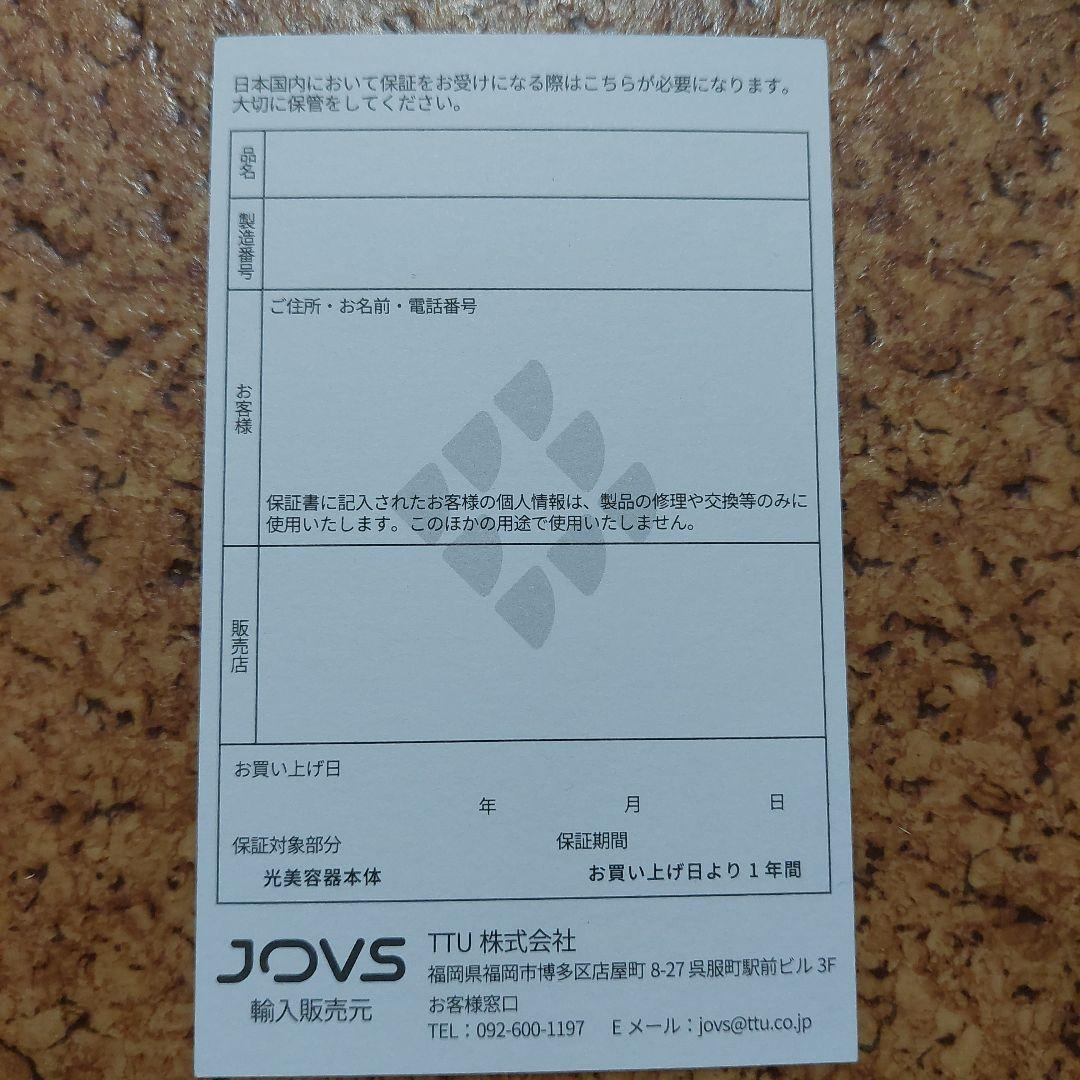 日本国内において保証をお受けになる際はこちらが必要になります。
大切に保管をしてください。
品名
製造番号
ご住所・お名前・電話番号
お客様
保証書に記入されたお客様の個人情報は、製品の修理や交換等のみに
使用いたします。このほかの用途で使用いたしません。
販売店
お買い上げ日
年 月 日
保証対象部分 保証期間
光美容器本体 お買い上げ日より1年間
JOVS TTU 株式会社
福岡県福岡市博多区店屋町 8-27 呉服町駅前ビル 3F
輸入販売元 お客様窓口
TEL：092-600-1197 Eメール：jovs@ttu.co.jp